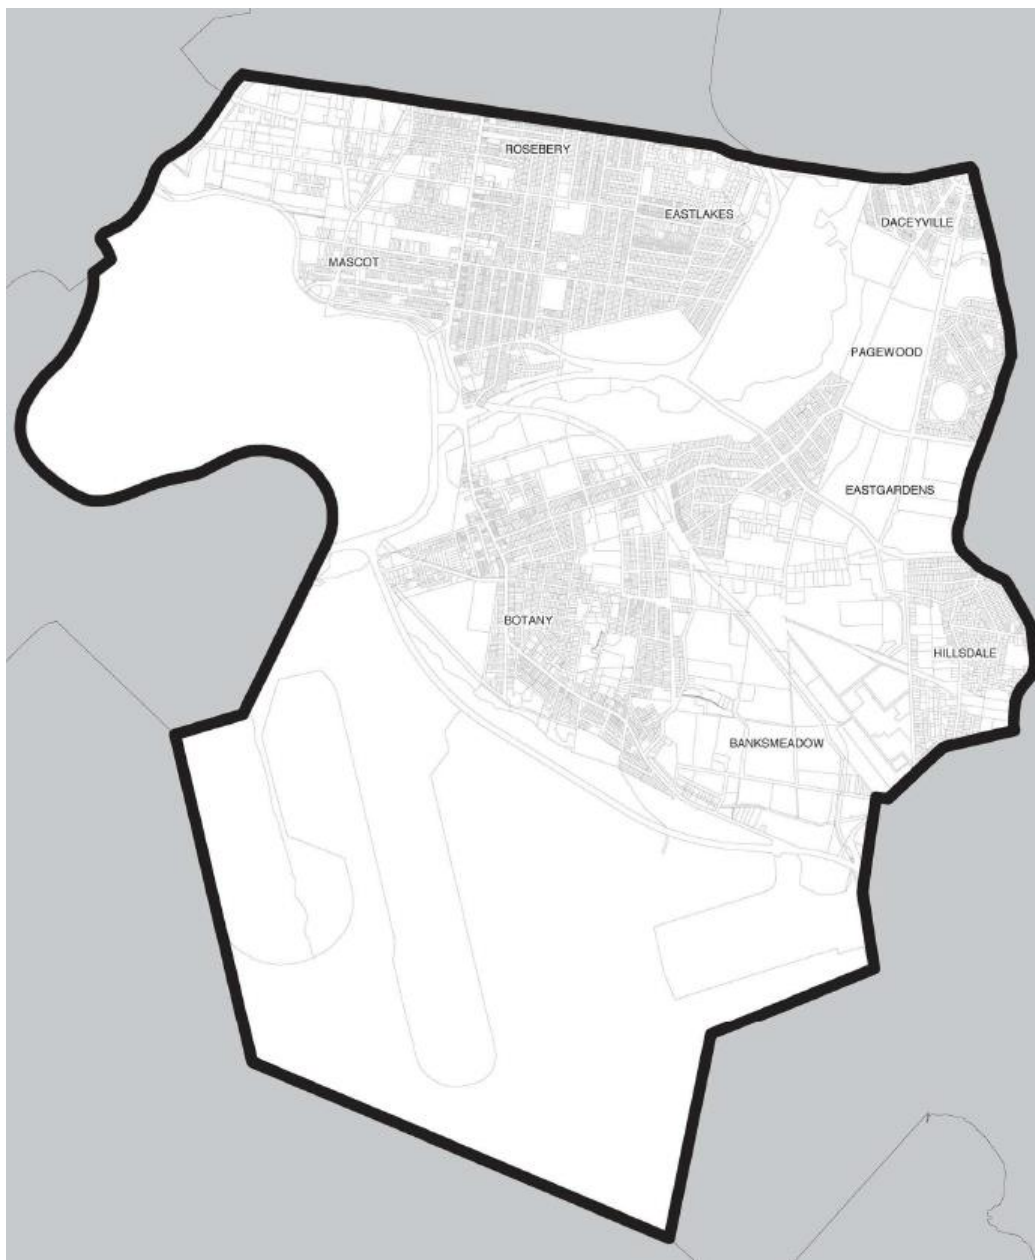 ROSEBERY
EASTLAKES
DACEYVILLE
MASCOT
PAGEWOOD
EASTGARDENS
BOTANY
HILLSDALE
BANKSMEADOW